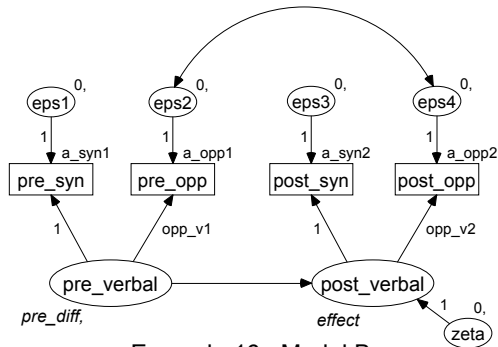 0, 0, 0, 0,
eps1 eps2 eps3 eps4
1 1 1 1
a_syn1 a_opp1 a_syn2 a_opp2
pre_syn pre_opp post_syn post_opp
1 opp_v1 1 opp_v2
pre_verbal post_verbal
pre_diff, effect
1 0,
zeta